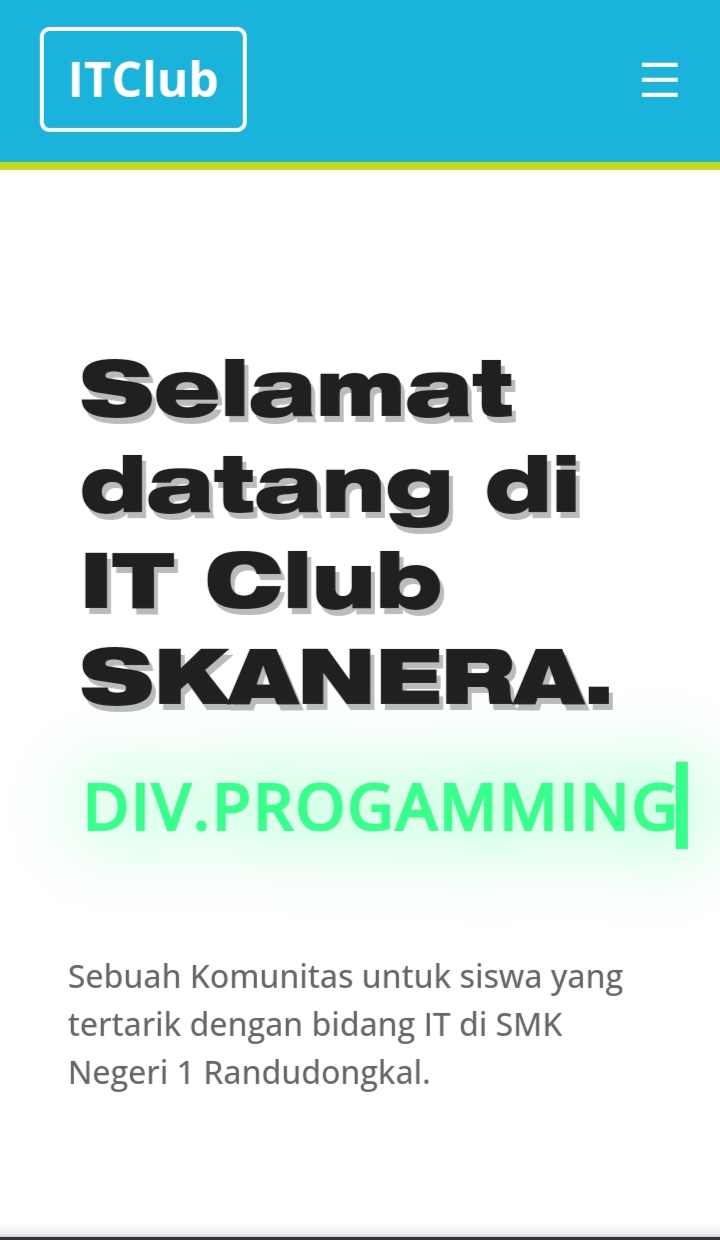 ITClub
Selamat
datang di
IT Club
SKANERA.
DIV.PROGAMMING
Sebuah Komunitas untuk siswa yang
tertarik dengan bidang IT di SMK
Negeri 1 Randudongkal.